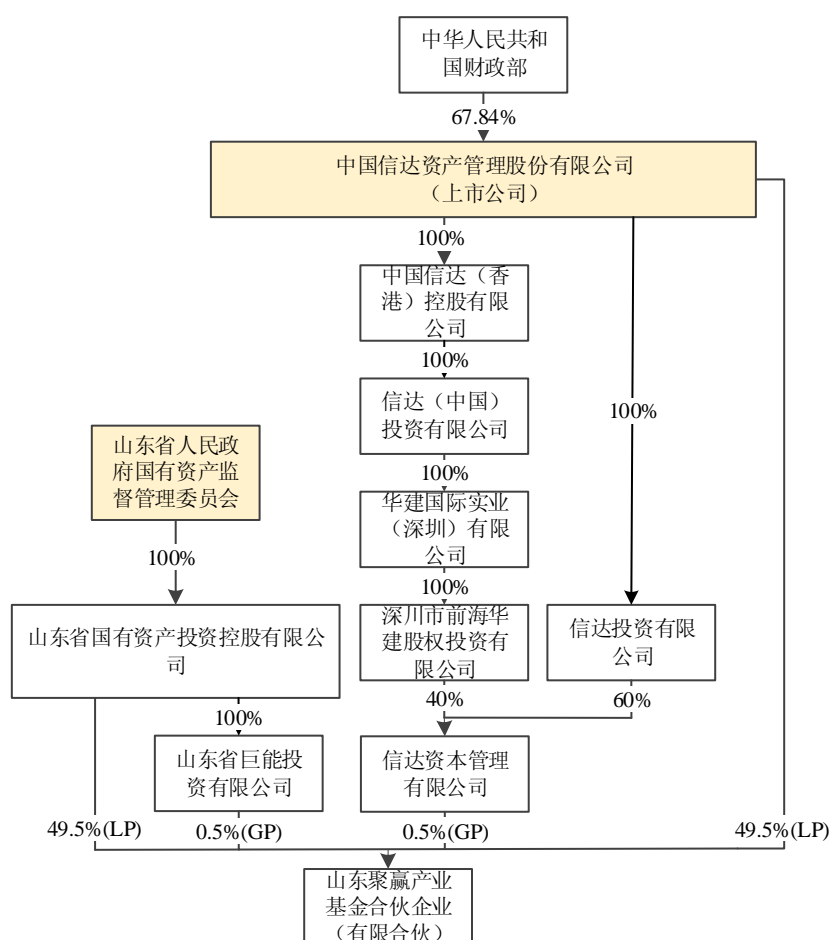 中华人民共和
国财政部
67.84%
中国信达资产管理股份有限公司
（上市公司）
100%
中国信达（香
港）控股有限
公司
100%
信达（中国）
投资有限公司
100%
山东省人民政
府国有资产监
督管理委员会
100%
华建国际实业
（深圳）有限
公司
100%
100%
山东省国有资产投资控股有限公
司
深川市前海华
建股权投资有
限公司
信达投资有限
公司
100%
40%
60%
山东省巨能投
资有限公司
信达资本管理
有限公司
49.5%(LP)
0.5%(GP)
0.5%(GP)
49.5%(LP)
山东聚赢产业
基金合伙企业
（有限合伙）